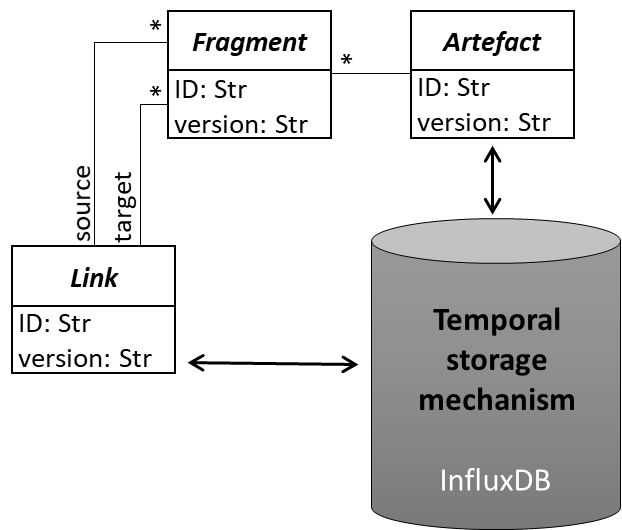 *
Fragment
ID: Str
version: Str
*
Artefact
ID: Str
version: Str
*
source
target
Link
ID: Str
version: Str
Temporal
storage
mechanism
InfluxDB